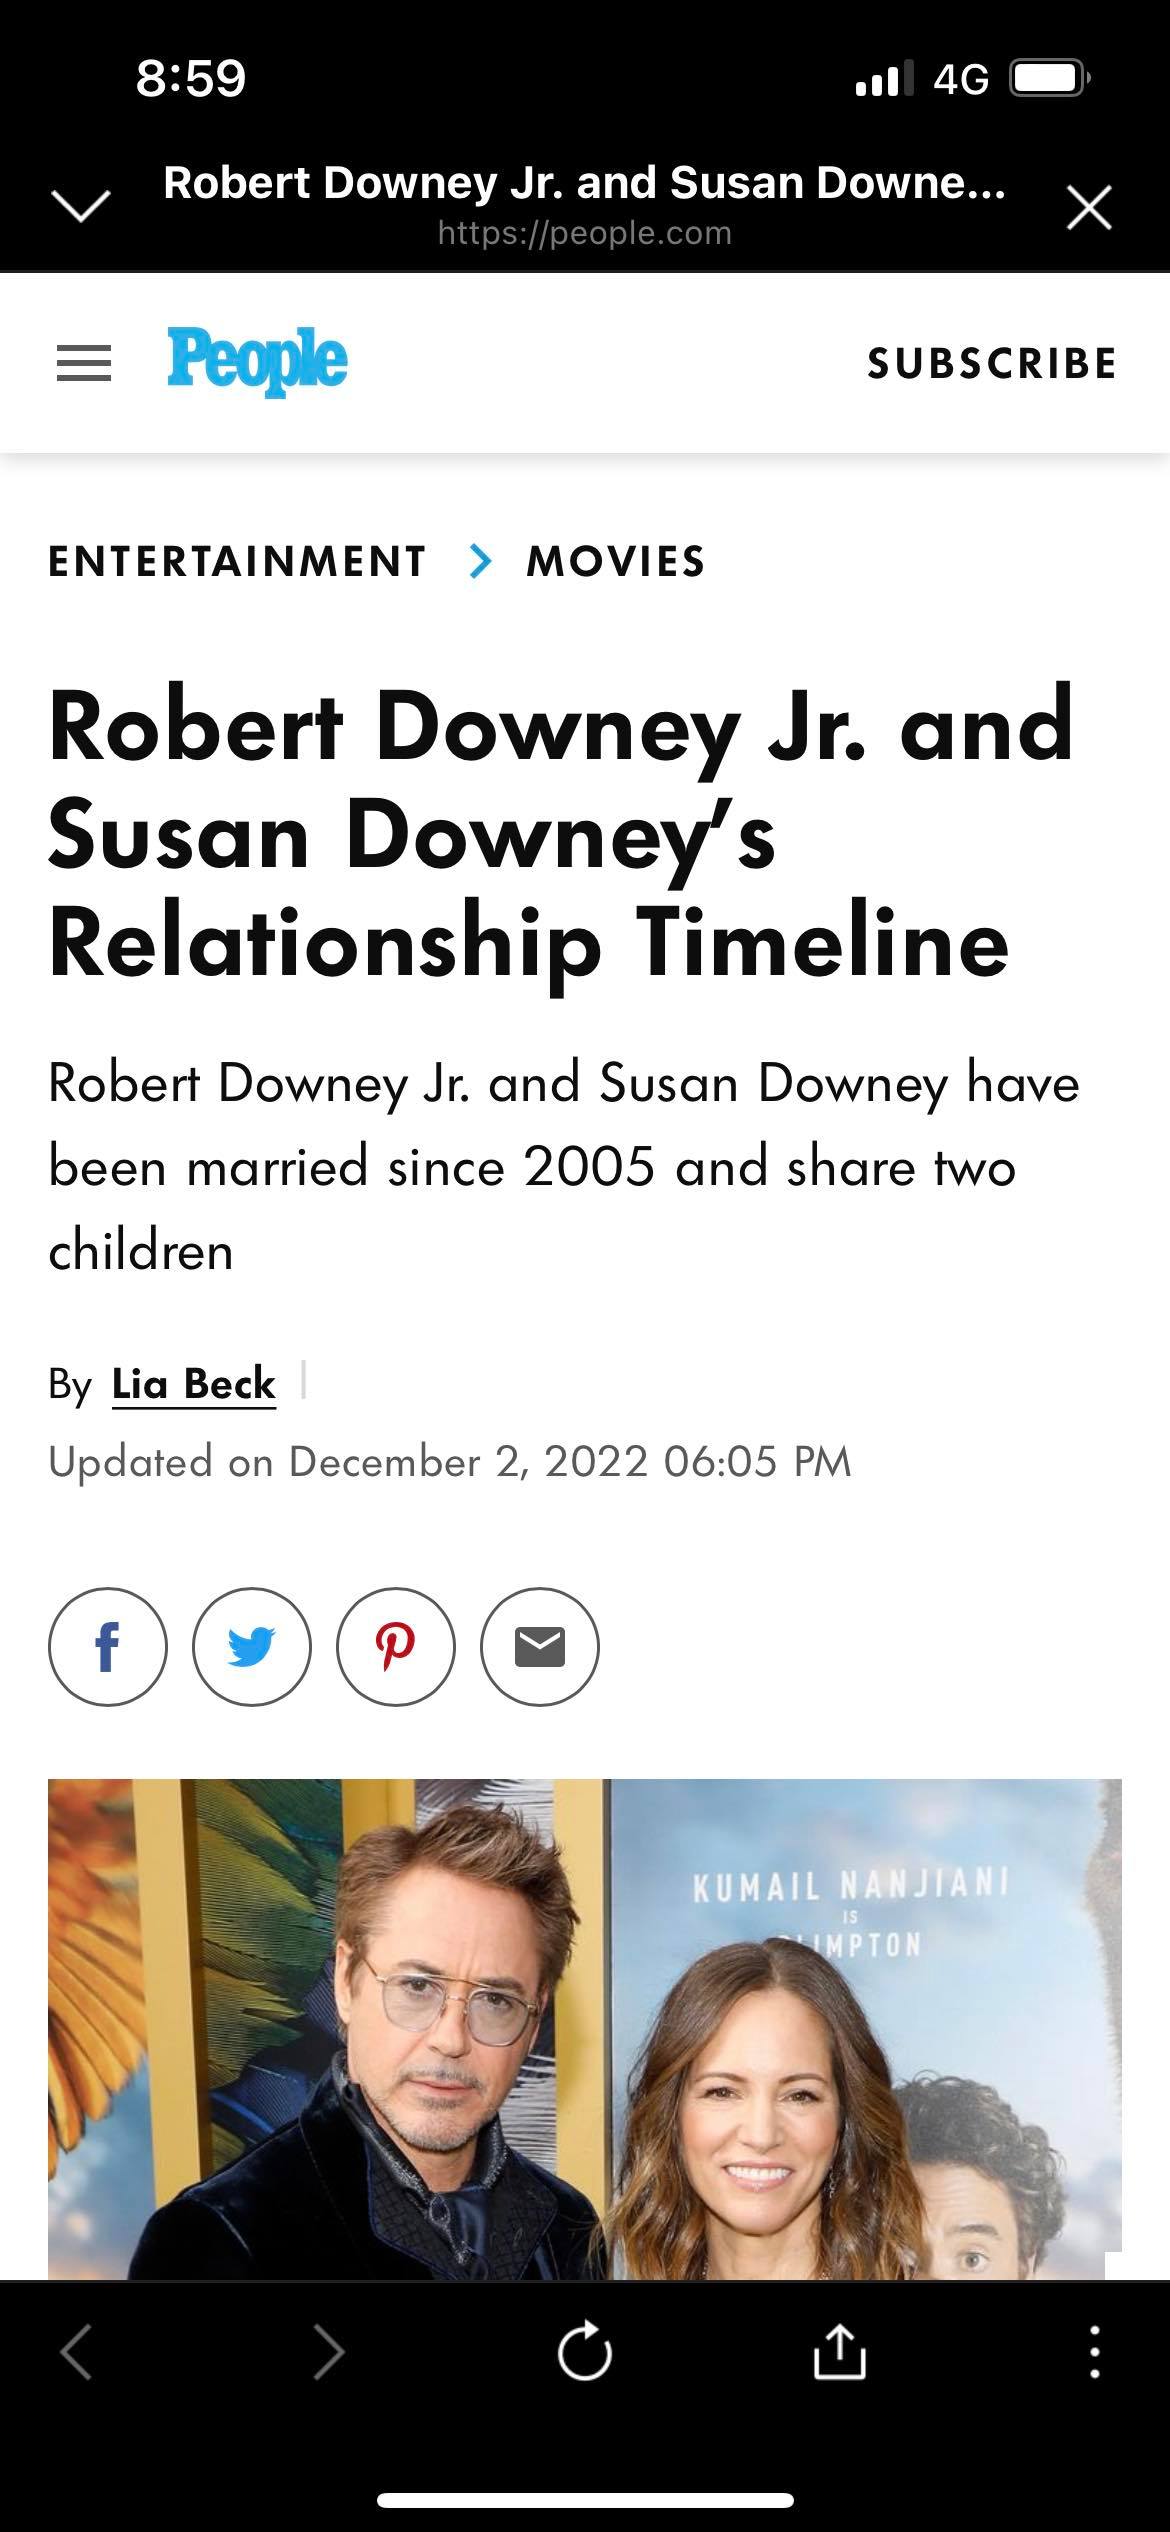 8:59
4G
Robert Downey Jr. and Susan Downe...
https://people.com
People
SUBSCRIBE
ENTERTAINMENT > MOVIES
Robert Downey Jr. and
Susan Downey's
Relationship Timeline
Robert Downey Jr. and Susan Downey have
been married since 2005 and share two
children
By Lia Beck
Updated on December 2, 2022 06:05 PM
KUMAIL NANJIANI
IS